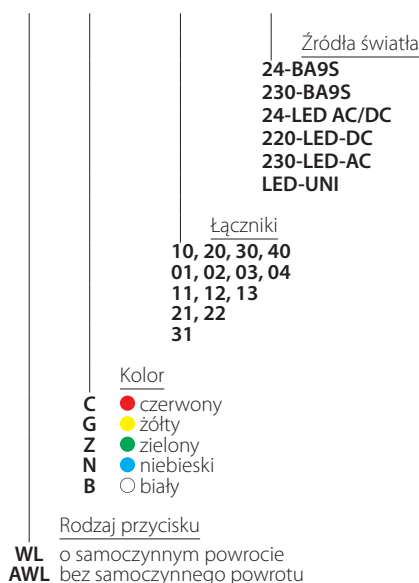 Źródła światła
24-BA9S
230-BA9S
24-LED AC/DC
220-LED-DC
230-LED-AC
LED-UNI
Łączniki
10, 20, 30, 40
01, 02, 03, 04
11, 12, 13
21, 22
31
Kolor
C czerwony
G żółty
Z zielony
N niebieski
B biały
Rodzaj przycisku
WL o samoczynnym powrocie
AWL bez samoczynnego powrotu